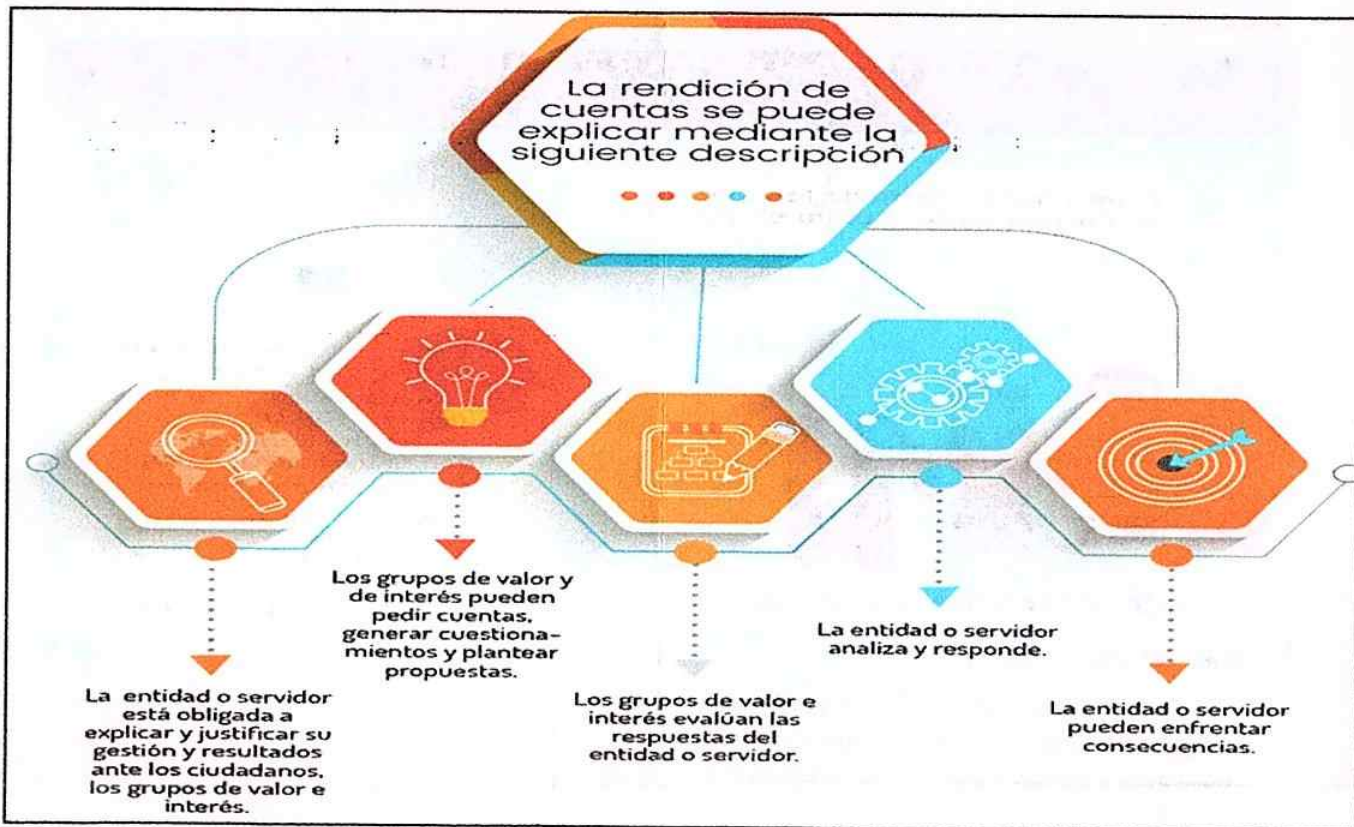 La rendición de
cuentas se puede
explicar mediante la
siguiente descripción
La entidad o servidor
está obligada a
explicar y justificar su
gestión y resultados
ante los ciudadanos,
los grupos de valor e
interés.
Los grupos de valor y
de interés pueden
pedir cuentas,
generar cuestiona-
mientos y plantear
propuestas.
Los grupos de valor e
interés evalúan las
respuestas del
entidad o servidor.
La entidad o servidor
analiza y responde.
La entidad o servidor
pueden enfrentar
consecuencias.